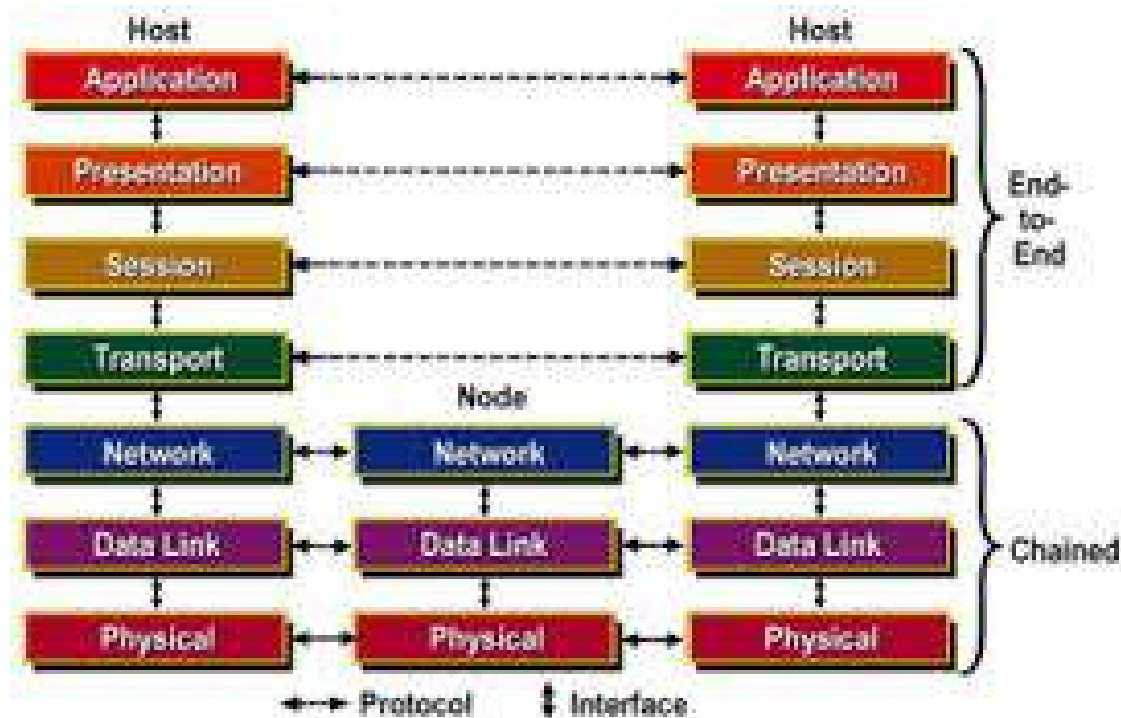 Host Host
Application Application
Presentation Presentation
End-
to-
End
Session Session
Transport Transport
Node
Network Network Network
Data Link Data Link Data Link
Chained
Physical Physical Physical
Protocol Interface